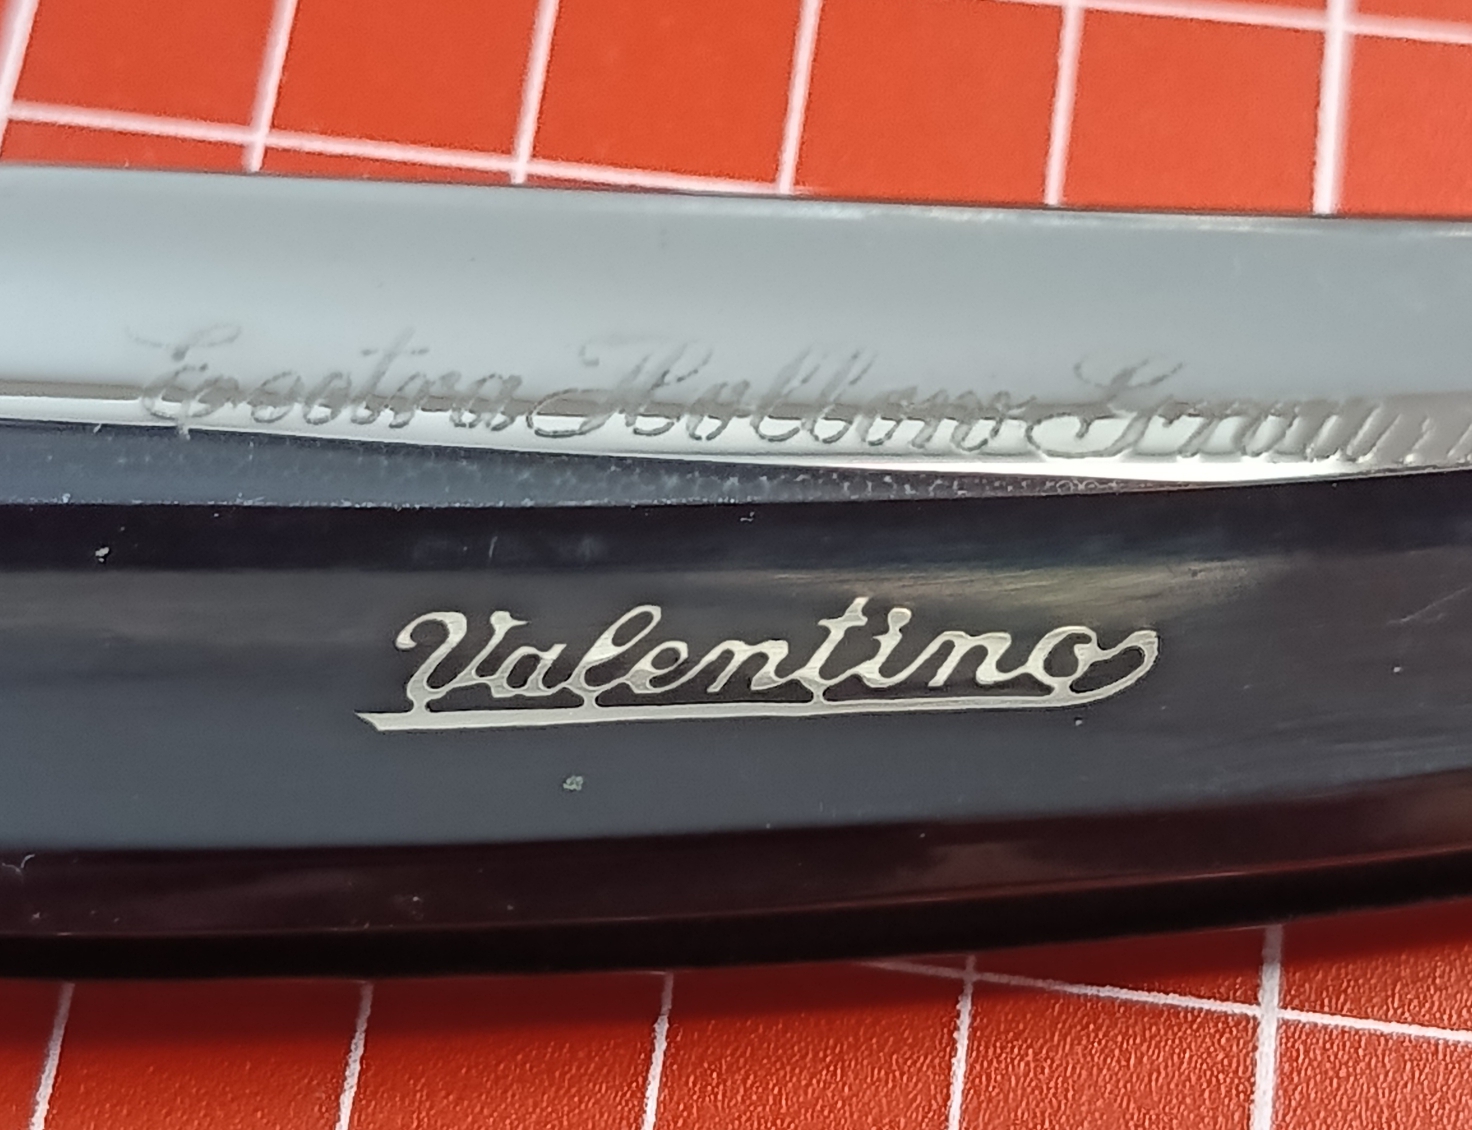 Extra Hollow Ground
Valentino